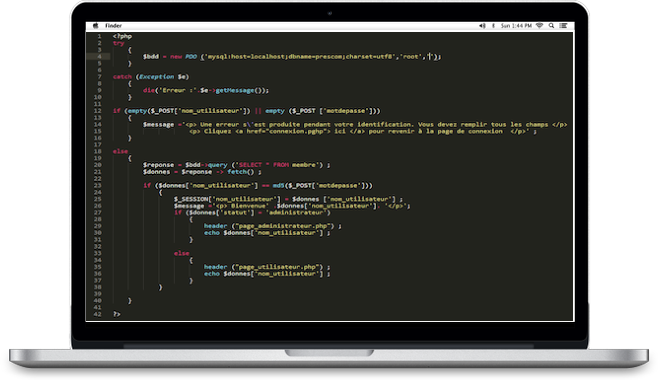 Finder
Sun 1:44 PM
1 <?php
2 try
3 {
4 $bdd = new PDO ('mysql:host=localhost;dbname=prescom;charset=utf8','root','');
5
6 }
7 catch (Exception $e)
8 {
9 die('Erreur :'.$e->getMessage());
10 }
11
12 if (empty($_POST['nom_utilisateur']) || empty ($_POST ['motdepasse']))
13 {
14 $message ='<p> Une erreur s\'est produite pendant votre identification. Vous devez remplir tous les champs </p>
15 <p> Cliquez <a href="connexion.pghp"> ici </a> pour revenir à la page de connexion </p>' ;
16 }
17
18 else
19 {
20 $reponse = $bdd->query ('SELECT * FROM membre') ;
21 $donnes = $reponse -> fetch() ;
22
23 if ($donnes['nom_utilisateur'] == md5($_POST['motdepasse']))
24 {
25 $_SESSION['nom_utilisateur'] = $donnes ['nom_utilisateur'] ;
26 $message ='<p> Bienvenue'.$donnes['nom_utilisateur']. '</p>';
27 if ($donnes['statut'] = 'administrateur')
28 {
29 header ("page_administrateur.php") ;
30 echo $donnes['nom_utilisateur'] ;
31 }
32
33 else
34 {
35 header ("page_utilisateur.php") ;
36 echo $donnes['nom_utilisateur'] ;
37 }
38 }
39
40 }
41
42 ?>